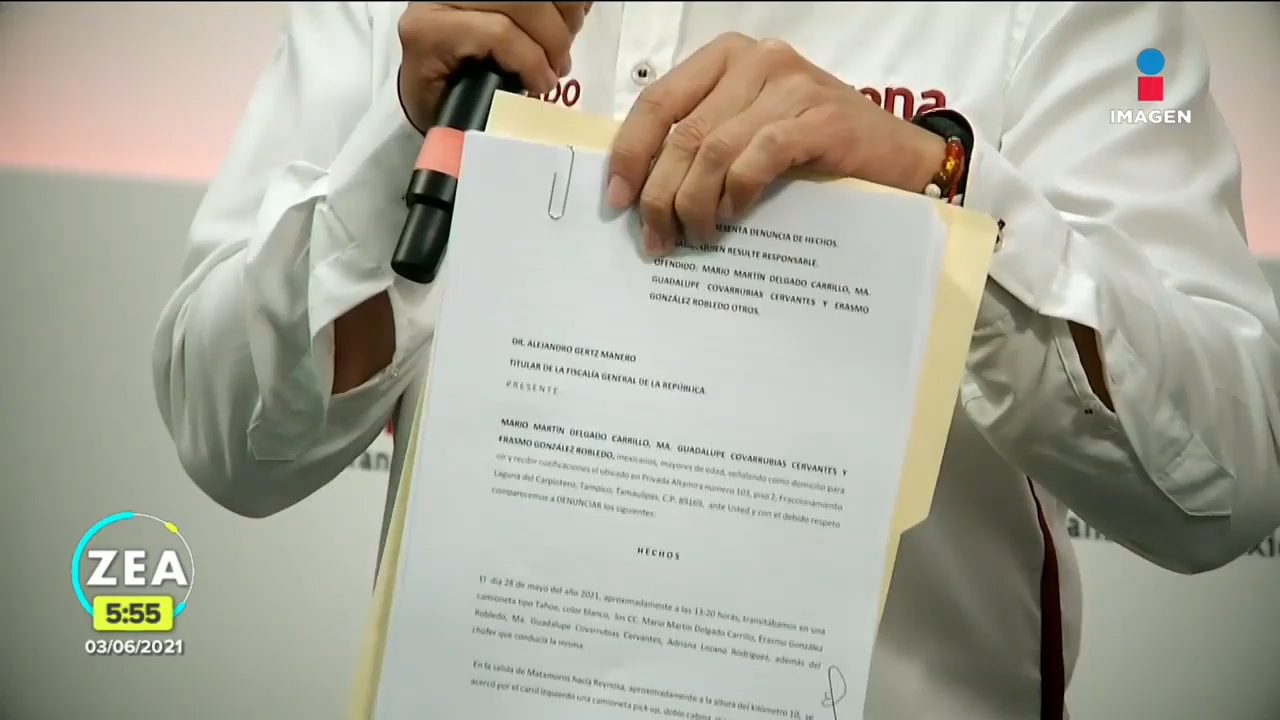 IMAGEN
ena
ESENTA DENUNCIA DE HECHOS.
QUIEN RESULTE RESPONSABLE.
OFENDIDO: MARIO MARTÍN DELGADO CARRILLO, MA.
GUADALUPE COVARRUBIAS CERVANTES Y ERASMO
GONZÁLEZ ROBLEDO OTROS.
DR. ALEJANDRO GERTZ MANERO
TITULAR DE LA FISCALÍA GENERAL DE LA REPÚBLICA.
PRESENTE
MARIO MARTÍN DELGADO CARRILLO, MA. GUADALUPE COVARRUBIAS CERVANTES Y
ERASMO GONZÁLEZ ROBLEDO, mexicanos, mayores de edad, señalando como domicilio para
oír y recibir notificaciones el ubicado en Privada Altamira número 103, piso 2, Fraccionamiento
Laguna del Carpintero, Tampico, Tamaulipas, C.P. 89169, ante Usted y con el debido respeto
comparecemos a DENUNCIAR los siguientes:
HECHOS
El día 28 de mayo del año 2021, aproximadamente a las 13:20 horas, transitábamos en una
camioneta tipo Tahoe, color blanco, los CC. Mario Martín Delgado Carrillo, Erasmo González
Robledo, Ma. Guadalupe Covarrubias Cervantes, Adriana Lozano Rodríguez, además del
chofer que conducía la misma.
En la salida de Matamoros hacia Reynosa, aproximadamente a la altura del kilómetro 10, se
acercó por el carril izquierdo una camioneta pick up, doble cabina,
ZEA
5:55
03/06/2021